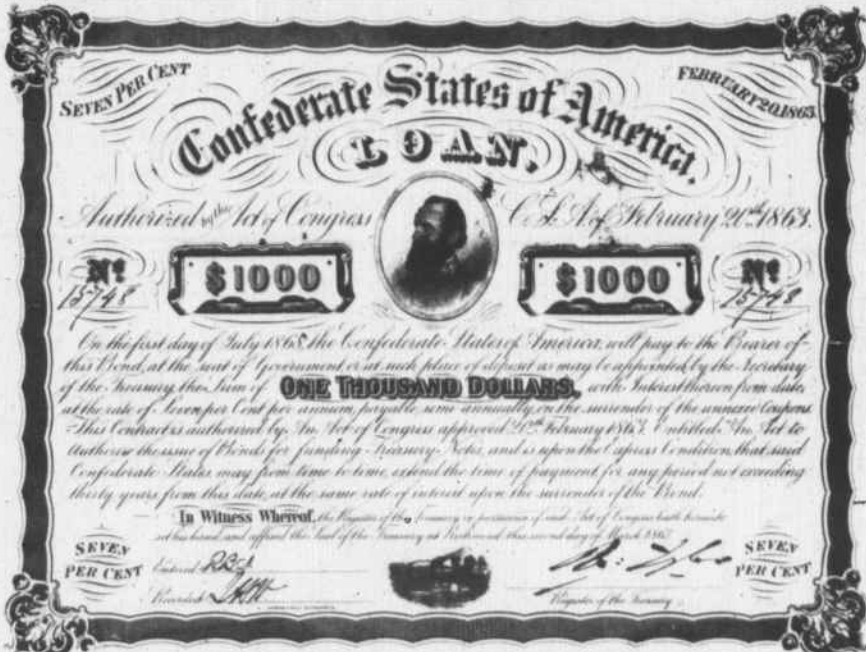 SEVEN PER CENT
FEBRUARY 20, 1863.
Confederate States of America.
LOAN.
Authorized by the Act of Congress C.S.A. of February 20th 1863.
No
15748
$1000
$1000
No
15748
On the first day of July 1868, the Confederate States of America, will pay to the Bearer of
this Bond, at the seat of Government or at such place of deposit as may be appointed by the Secretary
of the Treasury, the Sum of ONE THOUSAND DOLLARS, with Interest thereon from date,
at the rate of Seven per Cent per annum, payable semi annually, on the surrender of the annexed Coupons.
This Contract is authorized by An Act of Congress approved 20th February 1863. Entitled "An Act to
Authorize the issue of Bonds for funding Treasury Notes, and is upon the Express Condition, that said
Confederate States may from time to time, extend the time of payment, for any period not exceeding
thirty years from this date, at the same rate of interest upon the surrender of the Bond.
In Witness Whereof, the Register of the Treasury in pursuance of said Act of Congress hath hereunto
set his hand, and affixed the Seal of the Treasury at Richmond this second day of March 1863.
SEVEN
PER CENT
Entered
Recorded
Register of the Treasury
SEVEN
PER CENT